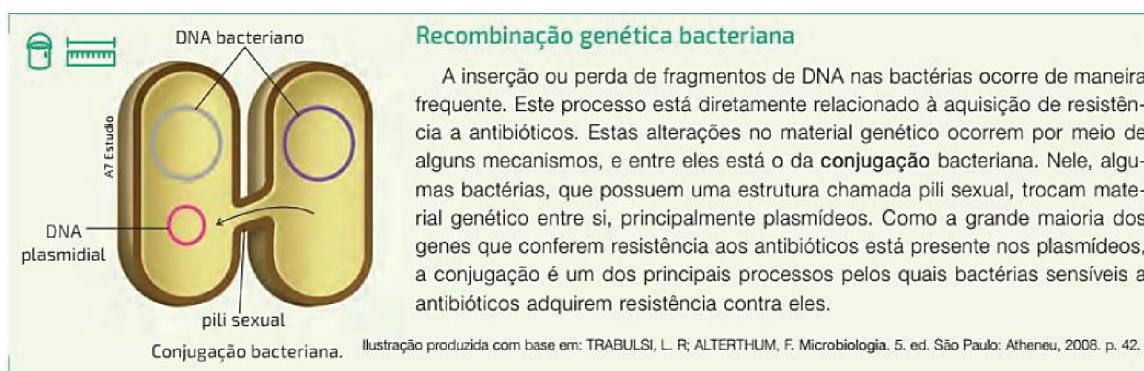 DNA bacteriano
A7 Estudio
DNA
plasmidial
pili sexual
Conjugação bacteriana.
Recombinação genética bacteriana
A inserção ou perda de fragmentos de DNA nas bactérias ocorre de maneira
frequente. Este processo está diretamente relacionado à aquisição de resistên-
cia a antibióticos. Estas alterações no material genético ocorrem por meio de
alguns mecanismos, e entre eles está o da conjugação bacteriana. Nele, algu-
mas bactérias, que possuem uma estrutura chamada pili sexual, trocam mate-
rial genético entre si, principalmente plasmídeos. Como a grande maioria dos
genes que conferem resistência aos antibióticos está presente nos plasmídeos,
a conjugação é um dos principais processos pelos quais bactérias sensíveis a
antibióticos adquirem resistência contra eles.
Ilustração produzida com base em: TRABULSI, L. R; ALTERTHUM, F. Microbiologia. 5. ed. São Paulo: Atheneu, 2008. p. 42.